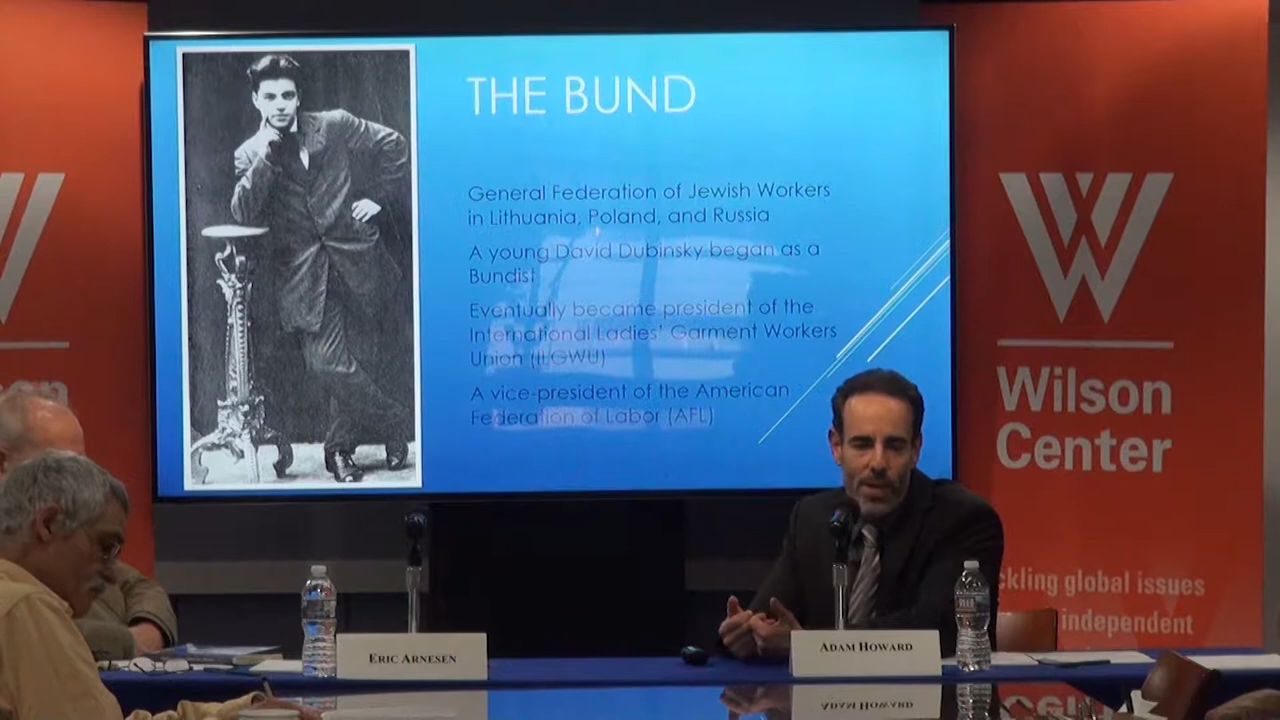 THE BUND
General Federation of Jewish Workers
in Lithuania, Poland, and Russia
A young David Dubinsky began as a
Bundist
Eventually became president of the
International Ladies' Garment Workers
Union (ILGWU)
A vice-president of the American
Federation of Labor (AFL)
Wilson
Center
global issues
independent
ERIC ARNESEN
ADAM HOWARD